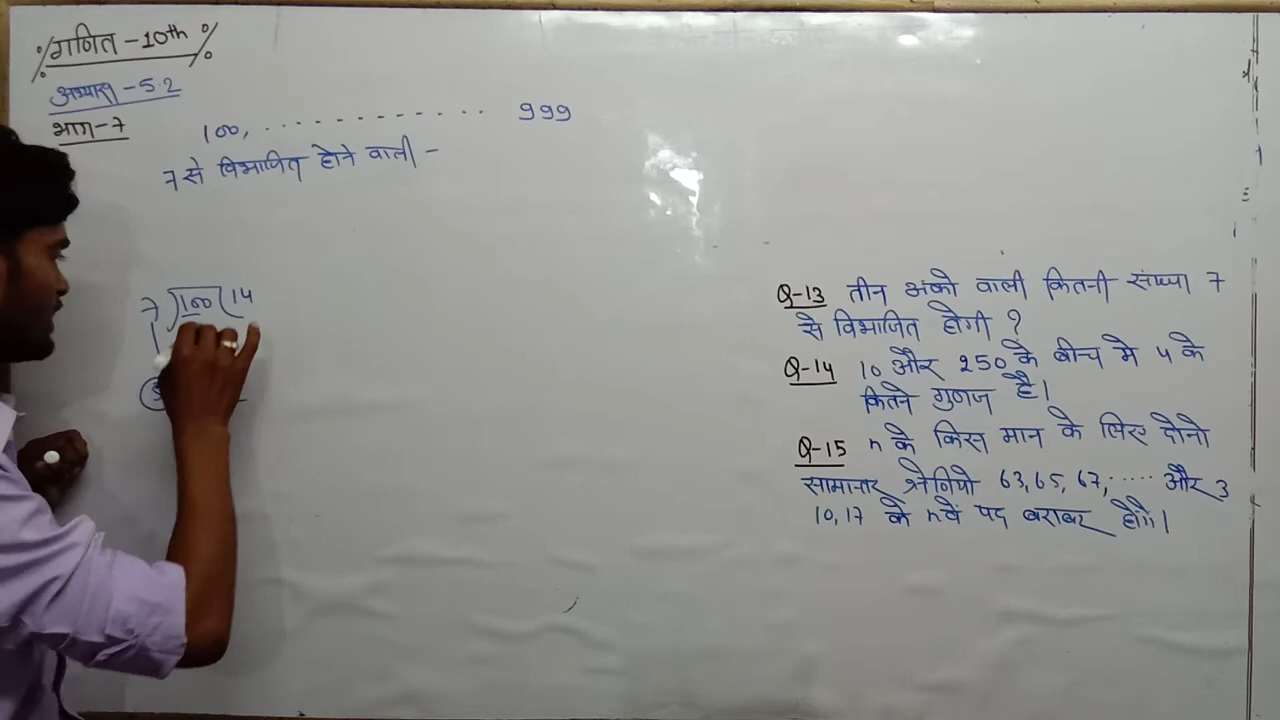 गणित - 10th
अभ्यास - 5.2
भाग - 7
100, ............... 999
7 से विभाजित होने वाली -
7 ) 100 ( 14
Q-13 तीन अंको वाली कितनी संख्या 7
से विभाजित होगी ?
Q-14 10 और 250 के बीच मे 4 के
कितने गुणज है।
Q-15 n के किस मान के लिए दोनो
सामान्तर श्रेनियो 63, 65, 67, ..... और 3
10, 17 के nवे पद बराबर होंगे।